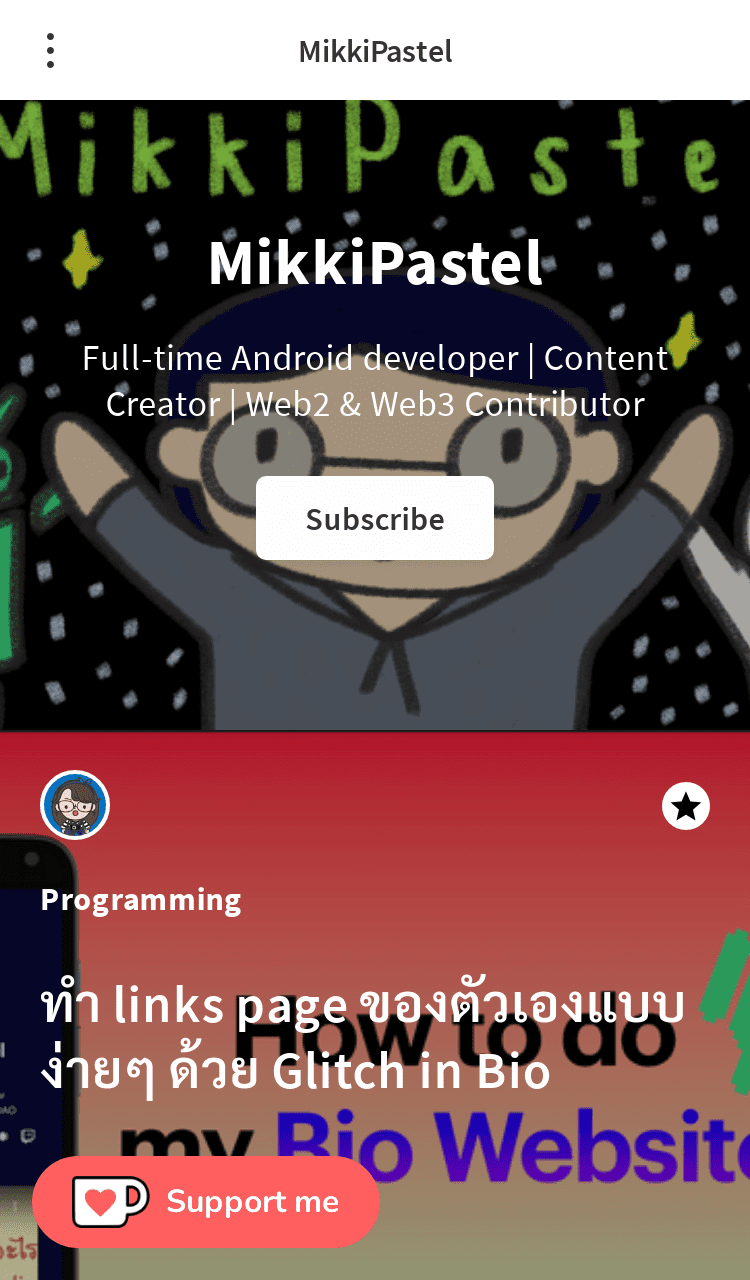 MikkiPastel
MikkiPaste
MikkiPastel
Full-time Android developer | Content
Creator | Web2 & Web3 Contributor
Subscribe
Programming
ทำ links page ของตัวเองแบบ
ง่ายๆ ด้วย Glitch in Bio
How to do
my Bio Website
Support me